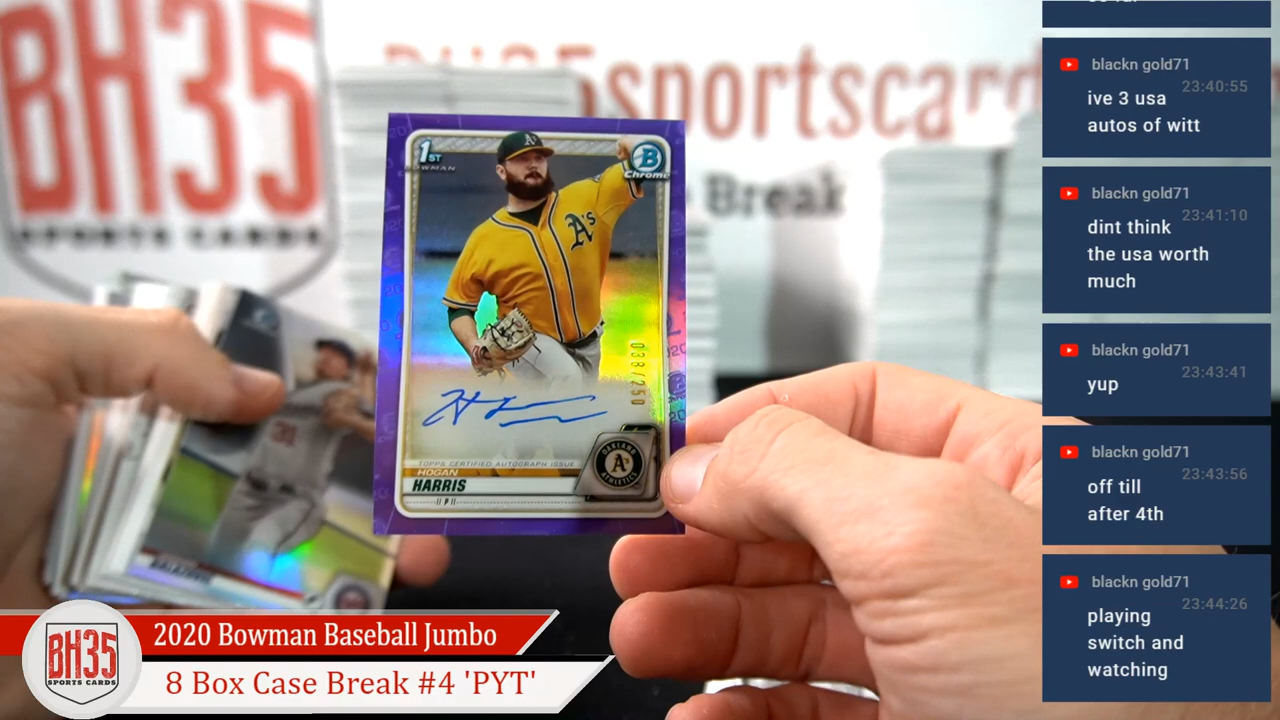 BH35
SPORTS CARDS
BH35sportscard
Break
1ST
BOWMAN
B
Chrome
A's
A's
038/250
TOPPS CERTIFIED AUTOGRAPH ISSUE
HOGAN
HARRIS
P
OAKLAND
A's
ATHLETICS
31
BALAZOVIC
BH35
SPORTS CARDS
2020 Bowman Baseball Jumbo
8 Box Case Break #4 'PYT'
blackn gold71
23:40:55
ive 3 usa
autos of witt
blackn gold71
23:41:10
dint think
the usa worth
much
blackn gold71
23:43:41
yup
blackn gold71
23:43:56
off till
after 4th
blackn gold71
23:44:26
playing
switch and
watching